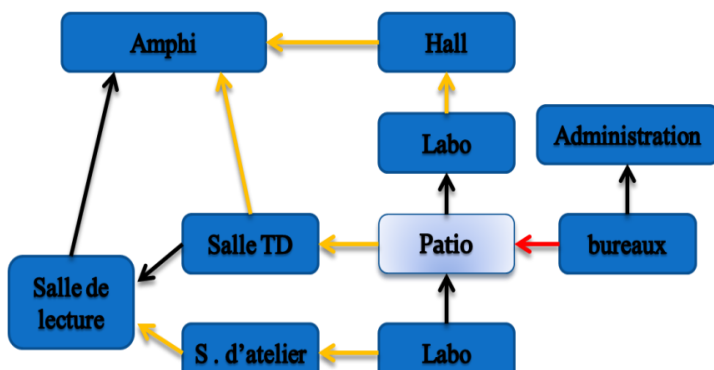 Amphi
Hall
Labo
Administration
Salle TD
Patio
bureaux
Salle de
lecture
S . d’atelier
Labo